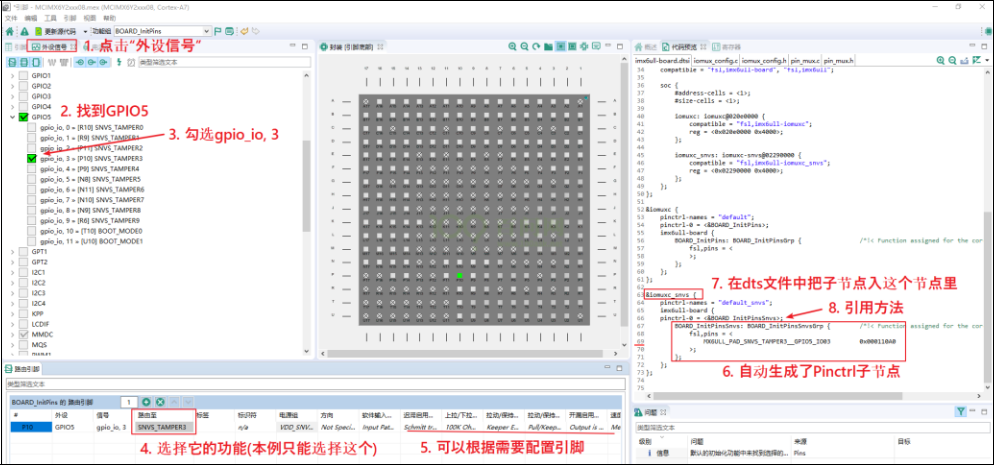 *引脚 - MCIMX6Y2xxx08.mex (MCIMX6Y2xxx08, Cortex-A7)
文件 编辑 工具 引脚 视图 帮助
更新源代码 功能组 BOARD_InitPins
外设信号
1. 点击“外设信号”
类型筛选文本
GPIO1
GPIO2
GPIO3
GPIO4
GPIO5
2. 找到GPIO5
gpio_io, 0 = [R10] SNVS_TAMPER0
gpio_io, 1 = [R9] SNVS_TAMPER1
gpio_io, 2 = [P11] SNVS_TAMPER2
gpio_io, 3 = [P10] SNVS_TAMPER3
3. 勾选gpio_io, 3
gpio_io, 4 = [P9] SNVS_TAMPER4
gpio_io, 5 = [N8] SNVS_TAMPER5
gpio_io, 6 = [N11] SNVS_TAMPER6
gpio_io, 7 = [N10] SNVS_TAMPER7
gpio_io, 8 = [N9] SNVS_TAMPER8
gpio_io, 9 = [R6] SNVS_TAMPER9
gpio_io, 10 = [T10] BOOT_MODE0
gpio_io, 11 = [U10] BOOT_MODE1
GPT1
GPT2
I2C1
I2C2
I2C3
I2C4
KPP
LCDIF
MMDC
MQS
概述 代码预览 寄存器
imx6ull-board.dtsi iomux_config.c iomux_config.h pin_mux.c pin_mux.h
34 compatible = "fsl,imx6ull-board", "fsl,imx6ull";
35
36 soc {
37 #address-cells = <1>;
38 #size-cells = <1>;
39
40 iomuxc: iomuxc@020e0000 {
41 compatible = "fsl,imx6ull-iomuxc";
42 reg = <0x020e0000 0x4000>;
43 };
44
45 iomuxc_snvs: iomuxc-snvs@02290000 {
46 compatible = "fsl,imx6ull-iomuxc_snvs";
47 reg = <0x02290000 0x4000>;
48 };
49 };
50 };
51
52 &iomuxc {
53 pinctrl-names = "default";
54 pinctrl-0 = <&BOARD_InitPins>;
55 imx6ull-board {
56 BOARD_InitPins: BOARD_InitPinsGrp { /*!< Function assigned for the cor
57 fsl,pins = <
58 >;
59 };
60 };
61 };
62
7. 在dts文件中把子节点入这个节点里
63 &iomuxc_snvs {
64 pinctrl-names = "default_snvs";
8. 引用方法
65 imx6ull-board {
66 pinctrl-0 = <&BOARD_InitPinsSnvs>;
67 BOARD_InitPinsSnvs: BOARD_InitPinsSnvsGrp { /*!< Function assigned for the cor
68 fsl,pins = <
69 MX6ULL_PAD_SNVS_TAMPER3__GPIO5_IO03 0x000110A0
70 >;
71 };
72 };
73 };
74
75
6. 自动生成了Pinctrl子节点
路由引脚
类型筛选文本
BOARD_InitPins 的 路由引脚 1
# 外设 信号 路由至 标签 标识符 电源组 方向 软件输入... 迟滞启用... 上拉/下拉... 拉动/保持... 拉动/保持... 开漏启用...
P10 GPIO5 gpio_io, 3 SNVS_TAMPER3 n/a VDD_SNV... Not Speci... Input Pat... Schmitt tr... 100K Oh... Keeper E... Pull/Keep... Output is ... Me
4. 选择它的功能(本例只能选择这个)
5. 可以根据需要配置引脚
问题
类型筛选文本
级别 问题 来源 目标
信息 默认的初始化功能中未找到选择的... Pins